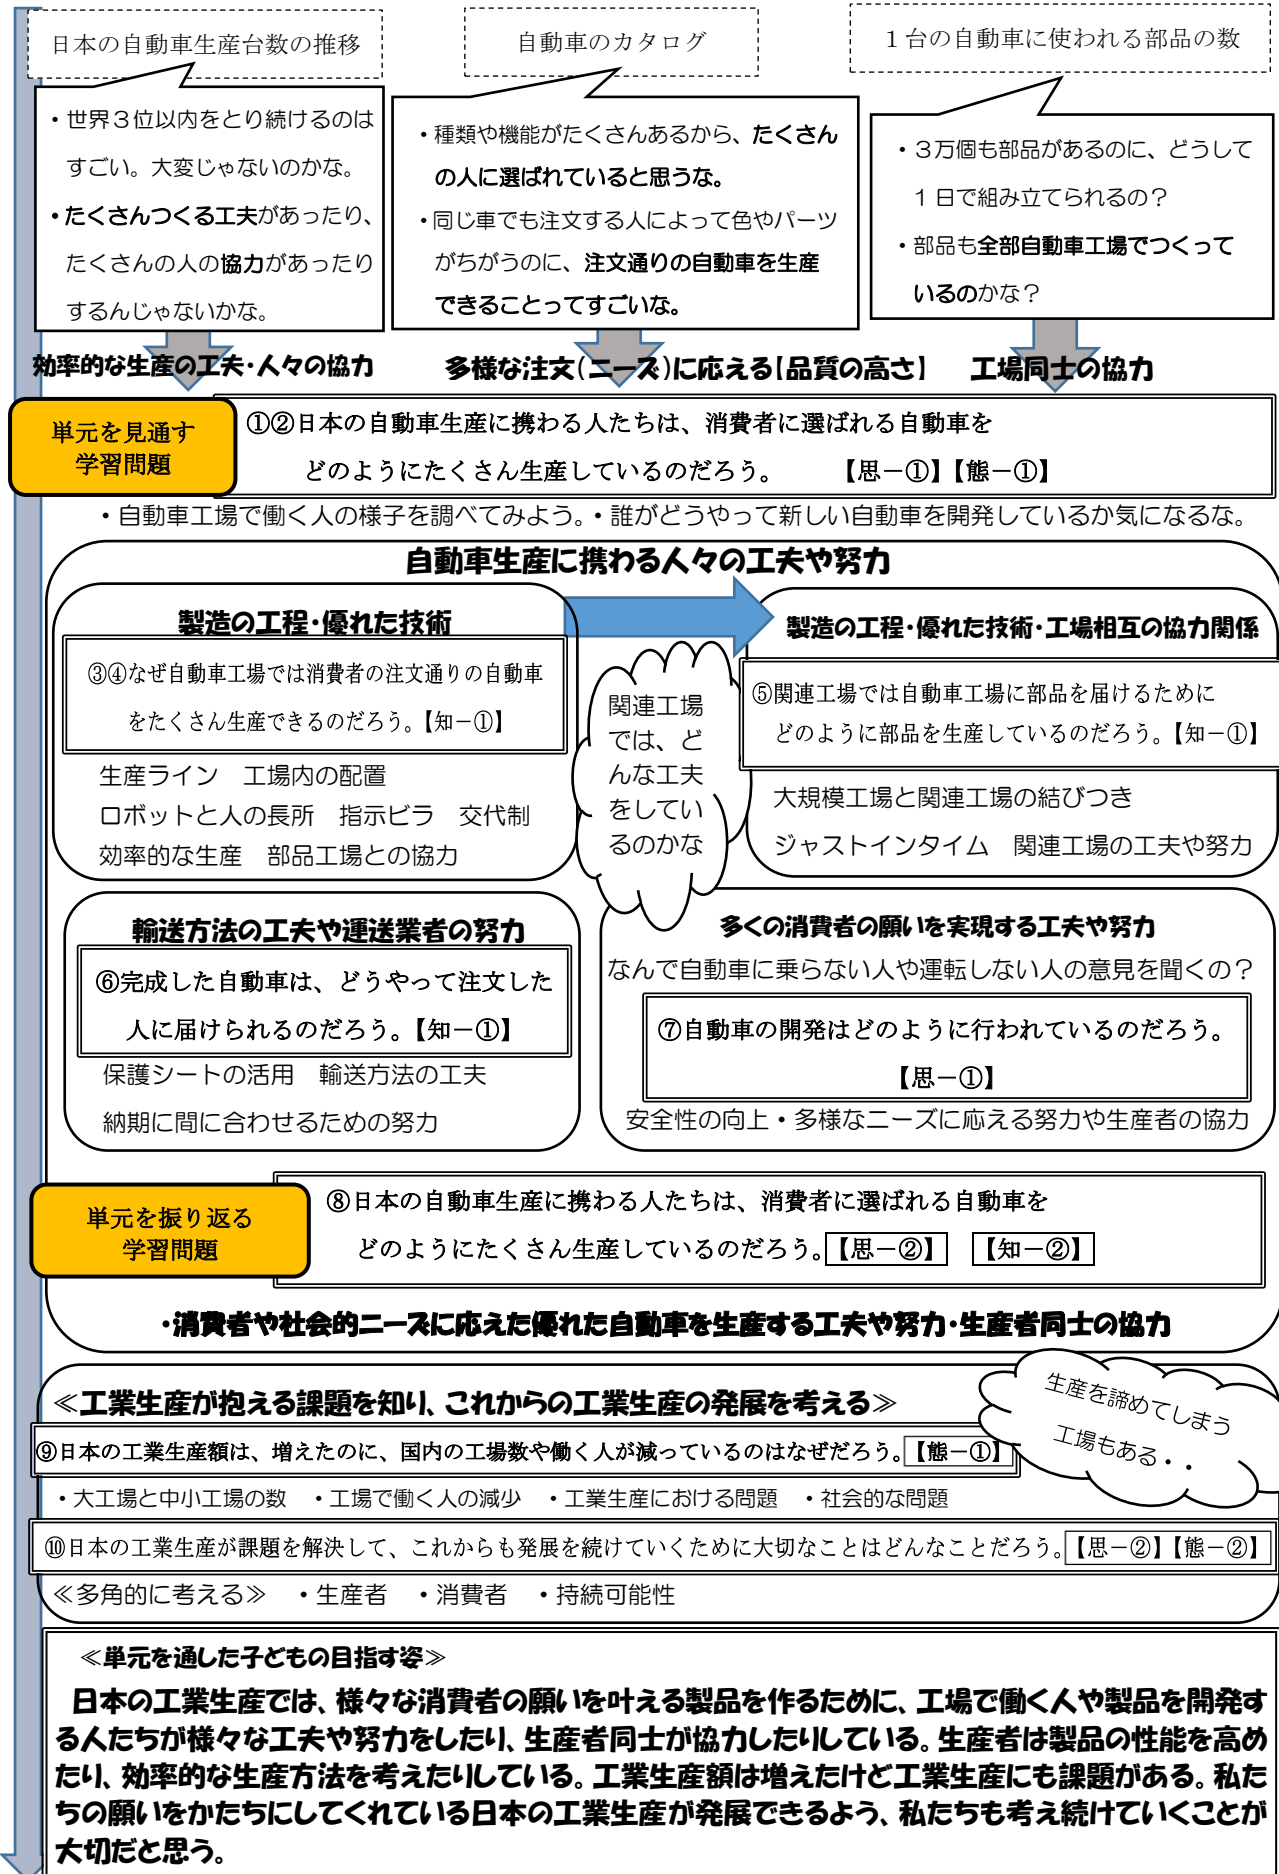 日本の自動車生産台数の推移
自動車のカタログ
１台の自動車に使われる部品の数
・世界３位以内をとり続けるのは
すごい。大変じゃないのかな。
・たくさんつくる工夫があったり、
たくさんの人の協力があったり
するんじゃないかな。
・種類や機能がたくさんあるから、たくさん
の人に選ばれていると思うな。
・同じ車でも注文する人によって色やパーツ
がちがうのに、注文通りの自動車を生産
できることってすごいな。
・３万個も部品があるのに、どうして
１日で組み立てられるの？
・部品も全部自動車工場でつくって
いるのかな？
効率的な生産の工夫・人々の協力
多様な注文（ニーズ）に応える【品質の高さ】
工場同士の協力
単元を見通す
学習問題
①②日本の自動車生産に携わる人たちは、消費者に選ばれる自動車を
どのようにたくさん生産しているのだろう。　【思－①】【態－①】
・自動車工場で働く人の様子を調べてみよう。・誰がどうやって新しい自動車を開発しているか気になるな。
自動車生産に携わる人々の工夫や努力
製造の工程・優れた技術
③④なぜ自動車工場では消費者の注文通りの自動車
をたくさん生産できるのだろう。【知－①】
生産ライン　工場内の配置
ロボットと人の長所　指示ビラ　交代制
効率的な生産　部品工場との協力
関連工場
では、ど
んな工夫
をしてい
るのかな
製造の工程・優れた技術・工場相互の協力関係
⑤関連工場では自動車工場に部品を届けるために
どのように部品を生産しているのだろう。【知－①】
大規模工場と関連工場の結びつき
ジャストインタイム　関連工場の工夫や努力
輸送方法の工夫や運送業者の努力
⑥完成した自動車は、どうやって注文した
人に届けられるのだろう。【知－①】
保護シートの活用　輸送方法の工夫
納期に間に合わせるための努力
多くの消費者の願いを実現する工夫や努力
なんで自動車に乗らない人や運転しない人の意見を聞くの？
⑦自動車の開発はどのように行われているのだろう。
【思－①】
安全性の向上・多様なニーズに応える努力や生産者の協力
単元を振り返る
学習問題
⑧日本の自動車生産に携わる人たちは、消費者に選ばれる自動車を
どのようにたくさん生産しているのだろう。【思－②】　【知－②】
・消費者や社会的ニーズに応えた優れた自動車を生産する工夫や努力・生産者同士の協力
≪工業生産が抱える課題を知り、これからの工業生産の発展を考える≫
生産を諦めてしまう
工場もある・・
⑨日本の工業生産額は、増えたのに、国内の工場数や働く人が減っているのはなぜだろう。【態－①】
・大工場と中小工場の数　・工場で働く人の減少　・工業生産における問題　・社会的な問題
⑩日本の工業生産が課題を解決して、これからも発展を続けていくために大切なことはどんなことだろう。【思－②】【態－②】
≪多角的に考える≫　・生産者　・消費者　・持続可能性
≪単元を通した子どもの目指す姿≫
日本の工業生産では、様々な消費者の願いを叶える製品を作るために、工場で働く人や製品を開発す
る人たちが様々な工夫や努力をしたり、生産者同士が協力したりしている。生産者は製品の性能を高め
たり、効率的な生産方法を考えたりしている。工業生産額は増えたけど工業生産にも課題がある。私た
ちの願いをかたちにしてくれている日本の工業生産が発展できるよう、私たちも考え続けていくことが
大切だと思う。